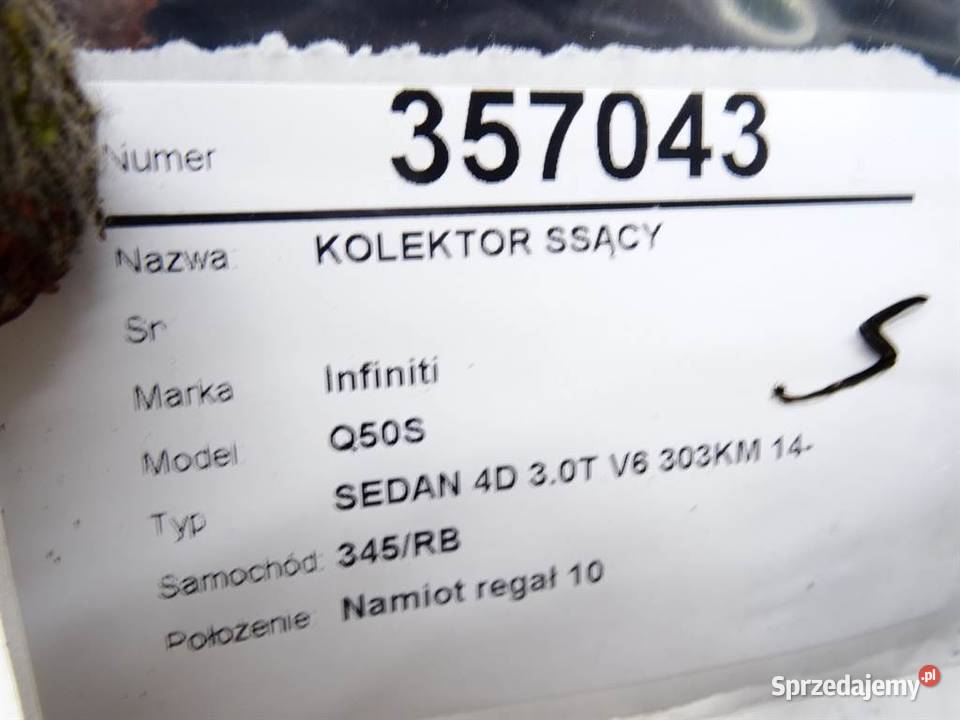 Numer 357043
Nazwa: KOLEKTOR SSĄCY
Sr
Marka Infiniti
Model Q50S
Typ SEDAN 4D 3.0T V6 303KM 14-
Samochód: 345/RB
Położenie Namiot regał 10
S
Sprzedajemy.pl